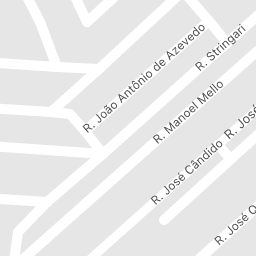 R. João Antônio de Azevedo
R. Stringari
R. Manoel Mello
R. José Cândido
R. José
R. José